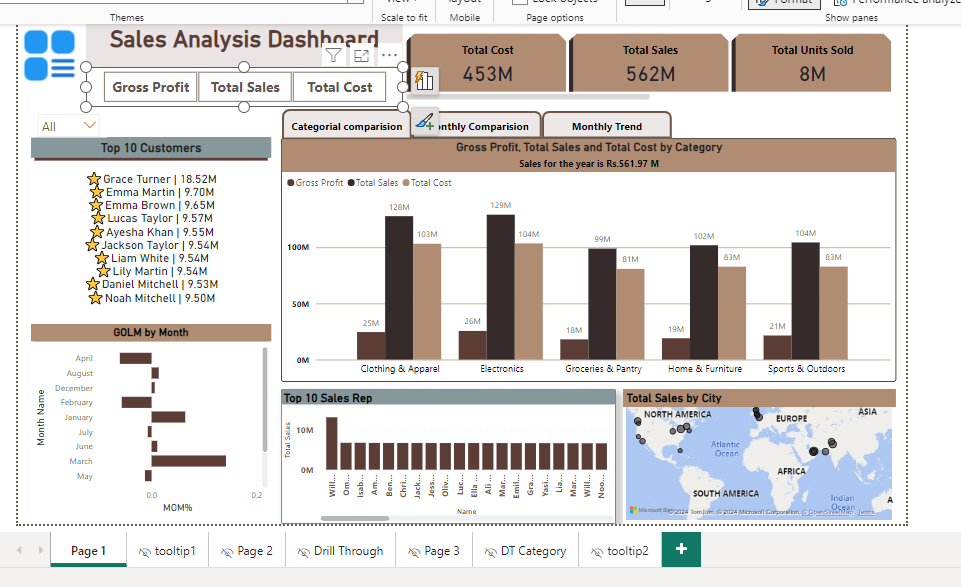 Themes
Scale to fit
Mobile
Page options
Show panes
Sales Analysis Dashboard
Total Cost
453M
Total Sales
562M
Total Units Sold
8M
Gross Profit
Total Sales
Total Cost
All
Categorial comparision
nthly Comparision
Monthly Trend
Top 10 Customers
Grace Turner | 18.52M
Emma Martin | 9.70M
Emma Brown | 9.65M
Lucas Taylor | 9.57M
Ayesha Khan | 9.55M
Jackson Taylor | 9.54M
Liam White | 9.54M
Lily Martin | 9.54M
Daniel Mitchell | 9.53M
Noah Mitchell | 9.50M
Gross Profit, Total Sales and Total Cost by Category
Sales for the year is Rs.561.97 M
Gross Profit Total Sales Total Cost
100M
50M
0M
25M 128M 103M
26M 129M 104M
18M 99M 81M
19M 102M 83M
21M 104M 83M
Clothing & Apparel
Electronics
Groceries & Pantry
Home & Furniture
Sports & Outdoors
GOLM by Month
Month Name
April
August
December
February
January
July
June
March
May
0.0 0.2
MOM%
Top 10 Sales Rep
Total Sales
10M
0M
Will... Om... Isab... Am... Ben... Chri... Jack... Jess... Oliv... Luc... Ella ... Ali ... Mar... Emil... Gra... Yasi... Lia... Mar... Will... Noo...
Name
Total Sales by City
NORTH AMERICA
EUROPE
ASIA
Atlantic
Ocean
AFRICA
SOUTH AMERICA
Indian
Ocean
A
Microsoft Bing
©2024 TomTom, © 2024 Microsoft Corporation, © OpenStreetMap Terms
Page 1
tooltip1
Page 2
Drill Through
Page 3
DT Category
tooltip2
+